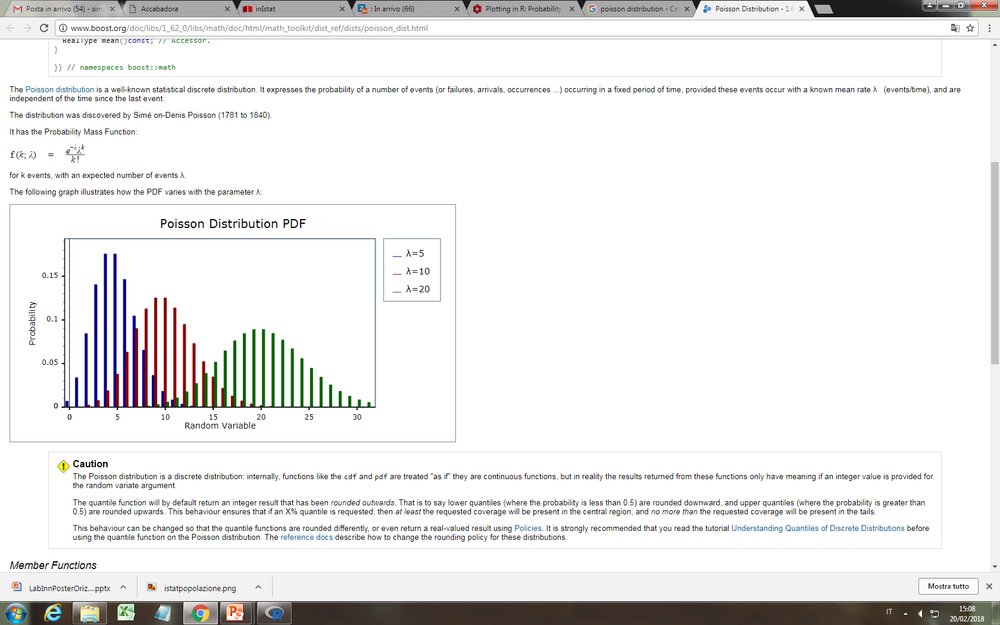 Posta in arrivo (54) - sim
Accabadora
inIstat
: In arrivo (66)
Plotting in R: Probability
poisson distribution - Ce
Poisson Distribution - 1.6
www.boost.org/doc/libs/1_62_0/libs/math/doc/html/math_toolkit/dist_ref/dists/poisson_dist.html
RealType mean()const; // Accessor.
}
}} // namespaces boost::math
The Poisson distribution is a well-known statistical discrete distribution. It expresses the probability of a number of events (or failures, arrivals, occurrences ...) occurring in a fixed period of time, provided these events occur with a known mean rate λ (events/time), and are
independent of the time since the last event.
The distribution was discovered by Simé on-Denis Poisson (1781 to 1840).
It has the Probability Mass Function:
f(k; λ) = e^-λ λ^k / k!
for k events, with an expected number of events λ.
The following graph illustrates how the PDF varies with the parameter λ:
Poisson Distribution PDF
λ=5
λ=10
λ=20
Probability
0.15
0.1
0.05
0
0 5 10 15 20 25 30
Random Variable
Caution
The Poisson distribution is a discrete distribution: internally, functions like the cdf and pdf are treated "as if" they are continuous functions, but in reality the results returned from these functions only have meaning if an integer value is provided for
the random variate argument.
The quantile function will by default return an integer result that has been rounded outwards. That is to say lower quantiles (where the probability is less than 0.5) are rounded downward, and upper quantiles (where the probability is greater than
0.5) are rounded upwards. This behaviour ensures that if an X% quantile is requested, then at least the requested coverage will be present in the central region, and no more than the requested coverage will be present in the tails.
This behaviour can be changed so that the quantile functions are rounded differently, or even return a real-valued result using Policies. It is strongly recommended that you read the tutorial Understanding Quantiles of Discrete Distributions before
using the quantile function on the Poisson distribution. The reference docs describe how to change the rounding policy for these distributions.
Member Functions
LabInnPosterOriz....pptx
istatpopolazione.png
Mostra tutto
IT
15:08
20/02/2018